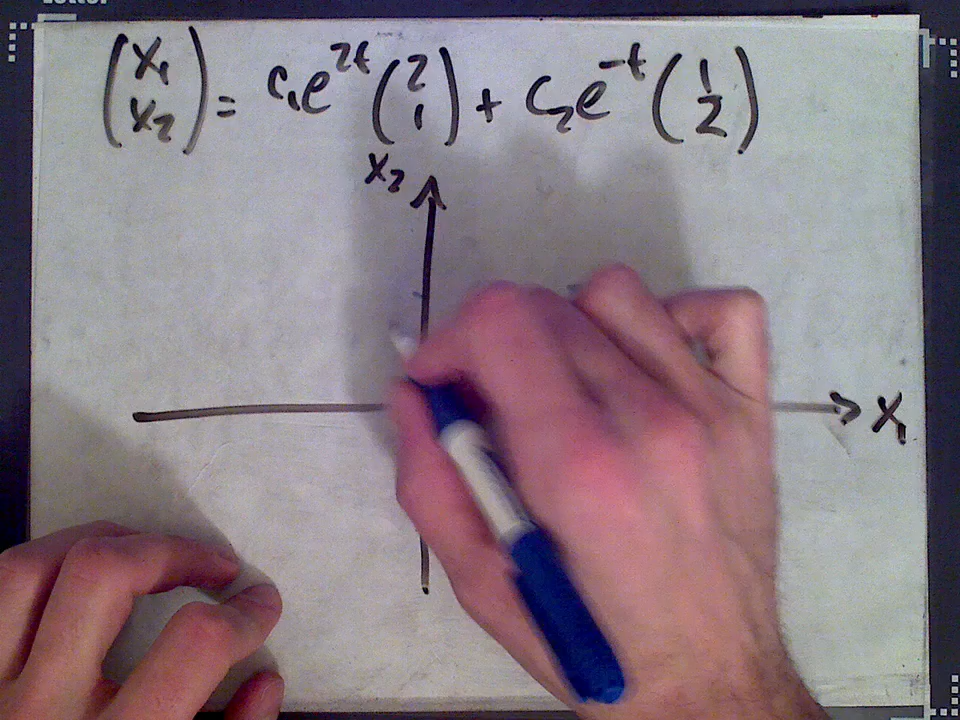 (x₁ x₂) = c₁e^{2t} (2 1) + c₂e^{-t} (1 2)
x₂
x₁